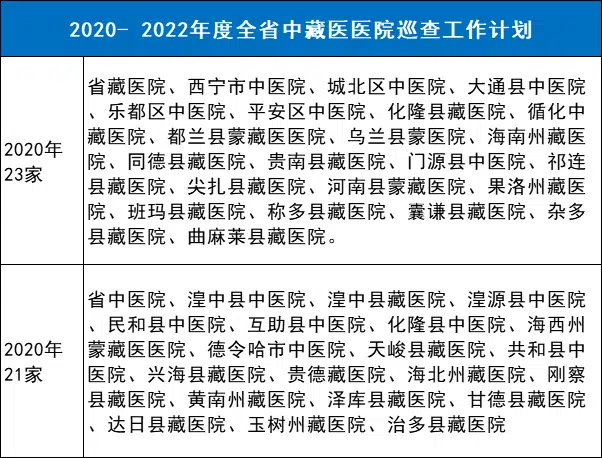 2020- 2022年度全省中藏医医院巡查工作计划
2020年
23家
省藏医院、西宁市中医院、城北区中医院、大通县中医院
、乐都区中医院、平安区中医院、化隆县藏医院、循化中
藏医院、都兰县蒙藏医医院、乌兰县蒙医院、海南州藏医
院、同德县藏医院、贵南县藏医院、门源县中医院、祁连
县藏医院、尖扎县藏医院、河南县蒙藏医院、果洛州藏医
院、班玛县藏医院、称多县藏医院、囊谦县藏医院、杂多
县藏医院、曲麻莱县藏医院。
2020年
21家
省中医院、湟中县中医院、湟中县藏医院、湟源县中医院
、民和县中医院、互助县中医院、化隆县中医院、海西州
蒙藏医医院、德令哈市中医院、天峻县藏医院、共和县中
医院、兴海县藏医院、贵德藏医院、海北州藏医院、刚察
县藏医院、黄南州藏医院、泽库县藏医院、甘德县藏医院
、达日县藏医院、玉树州藏医院、治多县藏医院